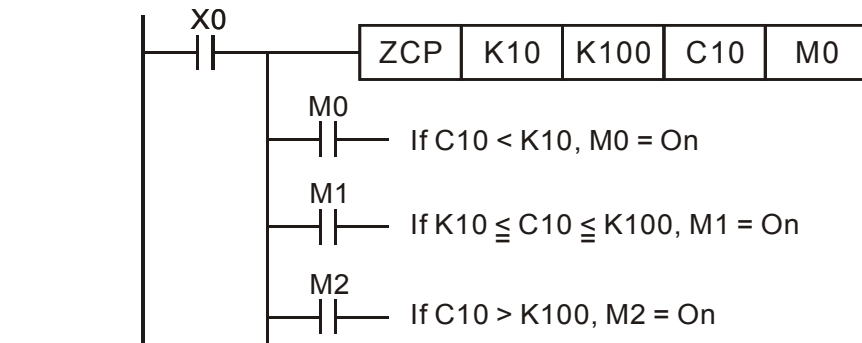 X0
ZCP K10 K100 C10 M0
M0
If C10 < K10, M0 = On
M1
If K10 ≦ C10 ≦ K100, M1 = On
M2
If C10 > K100, M2 = On